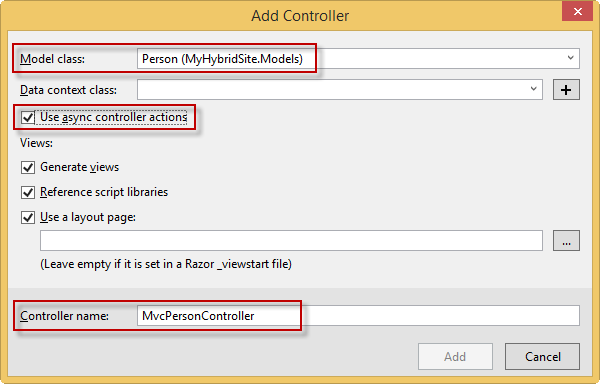 Add Controller
Model class: Person (MyHybridSite.Models)
Data context class:
Use async controller actions
Views:
Generate views
Reference script libraries
Use a layout page:
...
(Leave empty if it is set in a Razor _viewstart file)
Controller name: MvcPersonController
Add Cancel